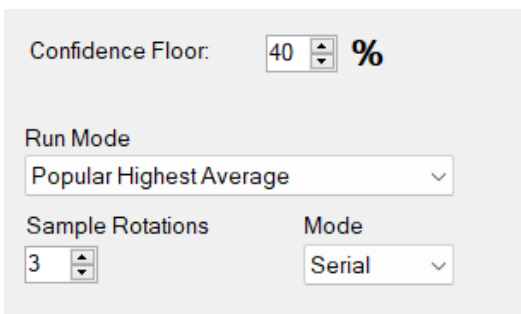 Confidence Floor: 40 %
Run Mode
Popular Highest Average
Sample Rotations Mode
3 Serial